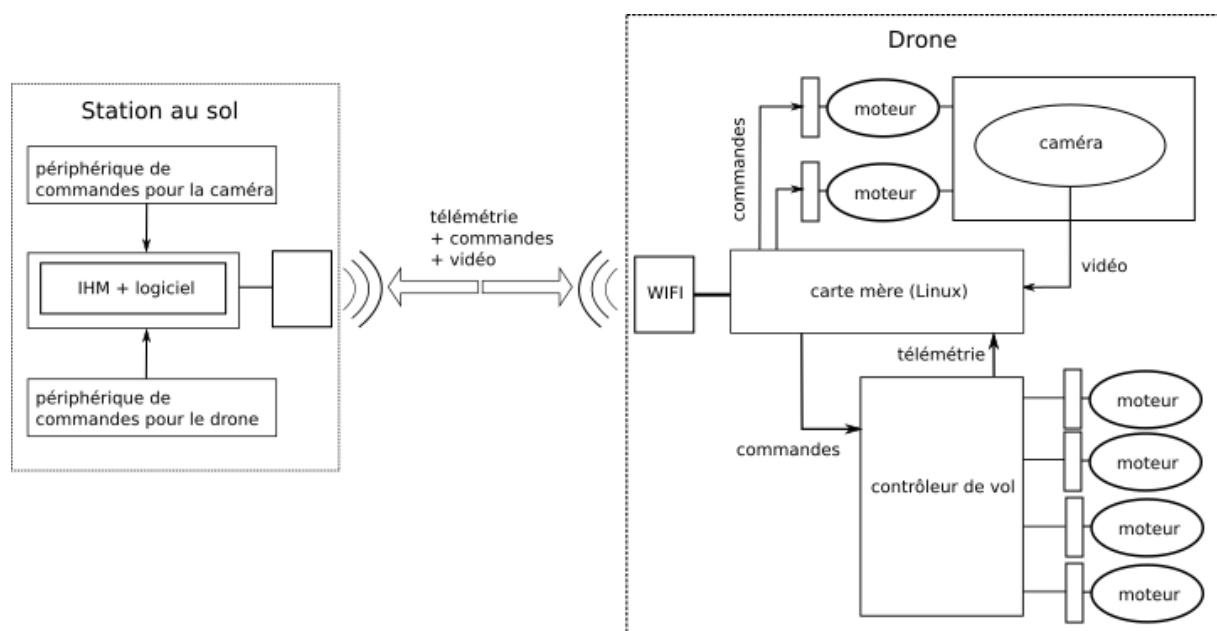 Station au sol
périphérique de
commandes pour la caméra
IHM + logiciel
périphérique de
commandes pour le drone
télémétrie
+ commandes
+ vidéo
Drone
commandes
moteur
moteur
caméra
vidéo
WIFI
carte mère (Linux)
télémétrie
commandes
contrôleur de vol
moteur
moteur
moteur
moteur